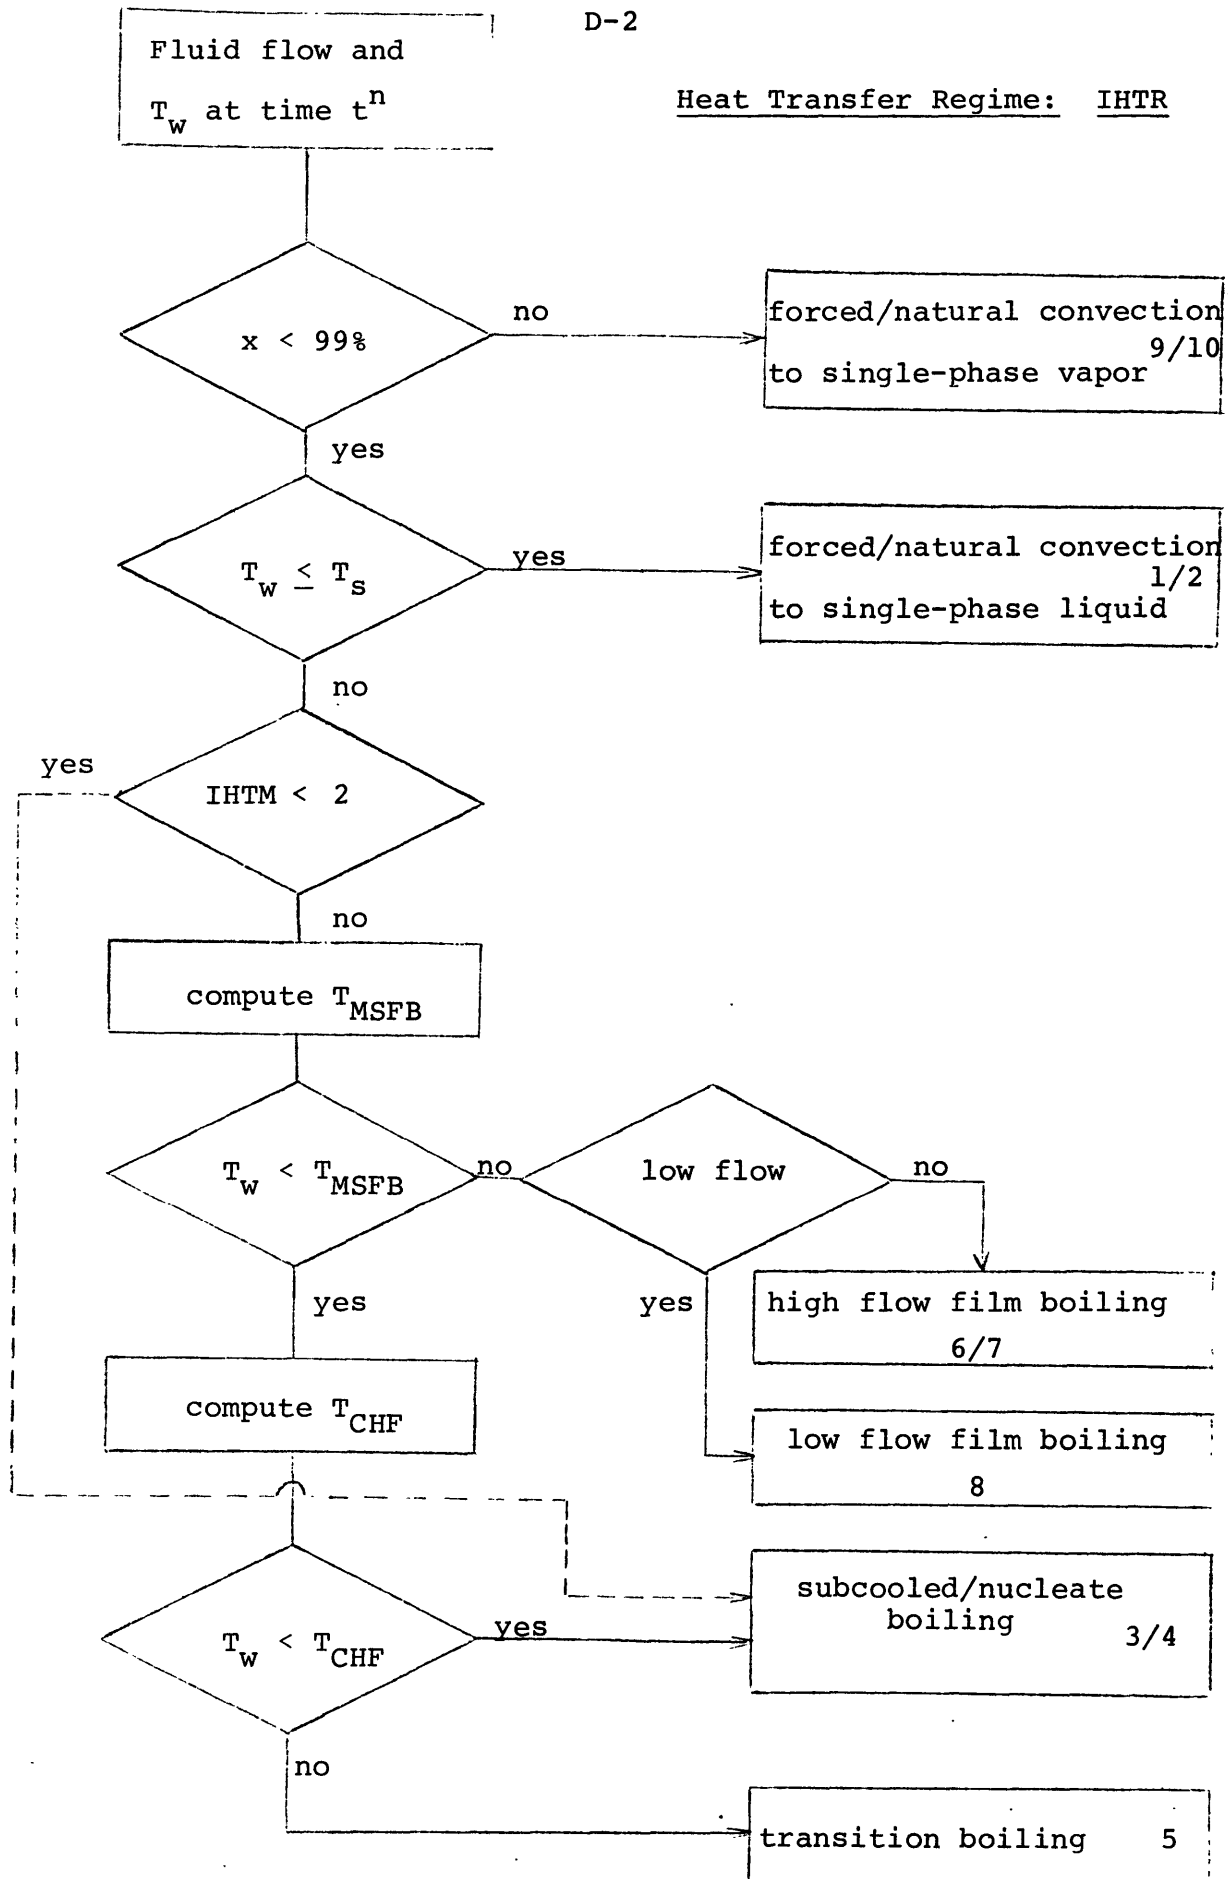 D-2
Fluid flow and
T_w at time t^n
Heat Transfer Regime: IHTR
x < 99%
no
forced/natural convection
9/10
to single-phase vapor
yes
T_w ≤ T_s
yes
forced/natural convection
1/2
to single-phase liquid
no
yes
IHTM < 2
no
compute T_MSFB
T_w < T_MSFB
no
low flow
no
yes
yes
high flow film boiling
6/7
compute T_CHF
low flow film boiling
8
subcooled/nucleate
boiling
3/4
T_w < T_CHF
yes
no
transition boiling 5